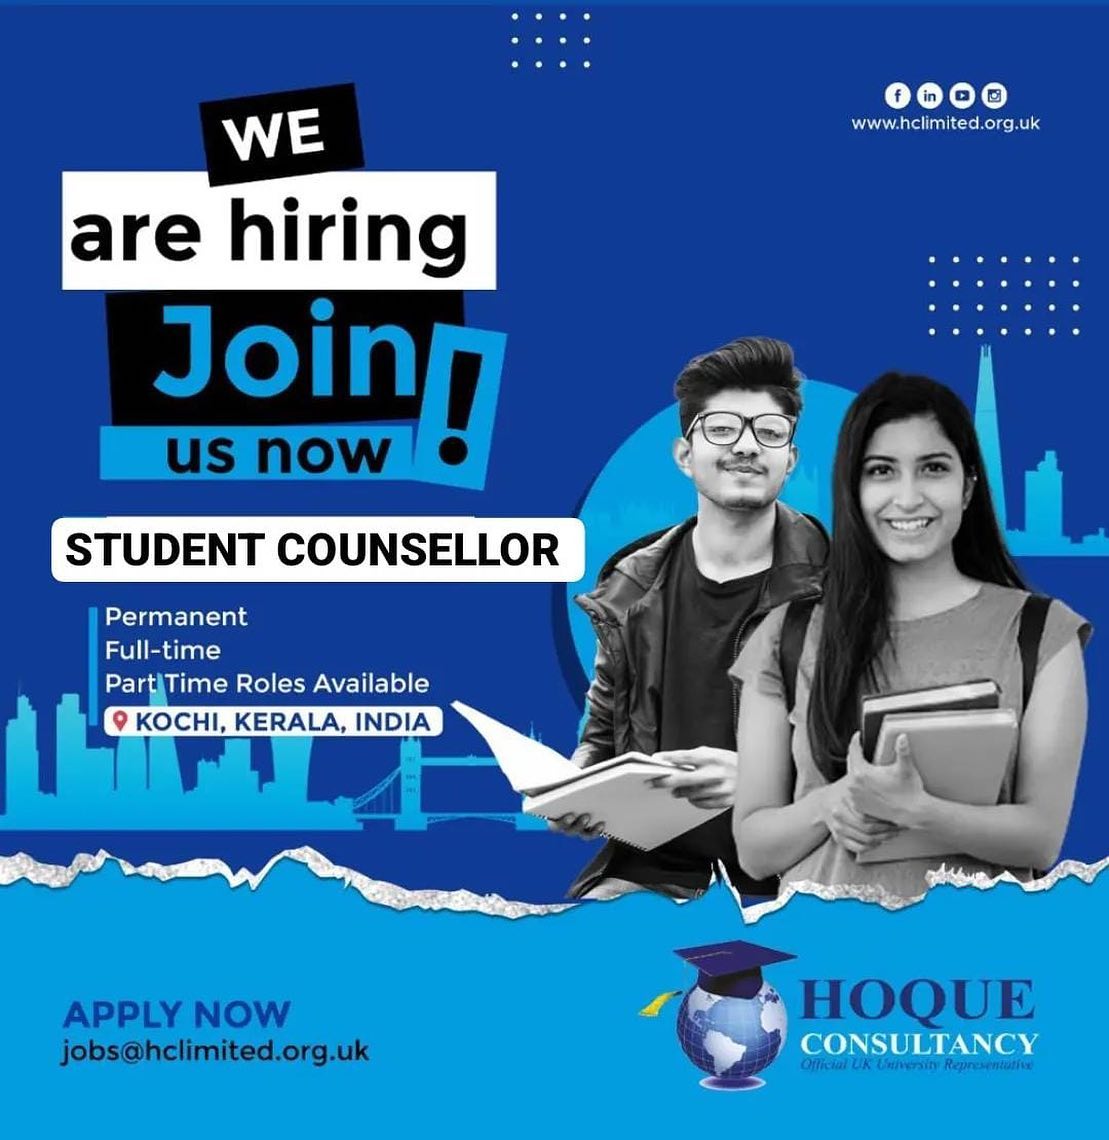 www.hclimited.org.uk
WE
are hiring
Join!
us now
STUDENT COUNSELLOR
Permanent
Full-time
Part Time Roles Available
KOCHI, KERALA, INDIA
APPLY NOW
jobs@hclimited.org.uk
HOQUE
CONSULTANCY
Official UK University Representative